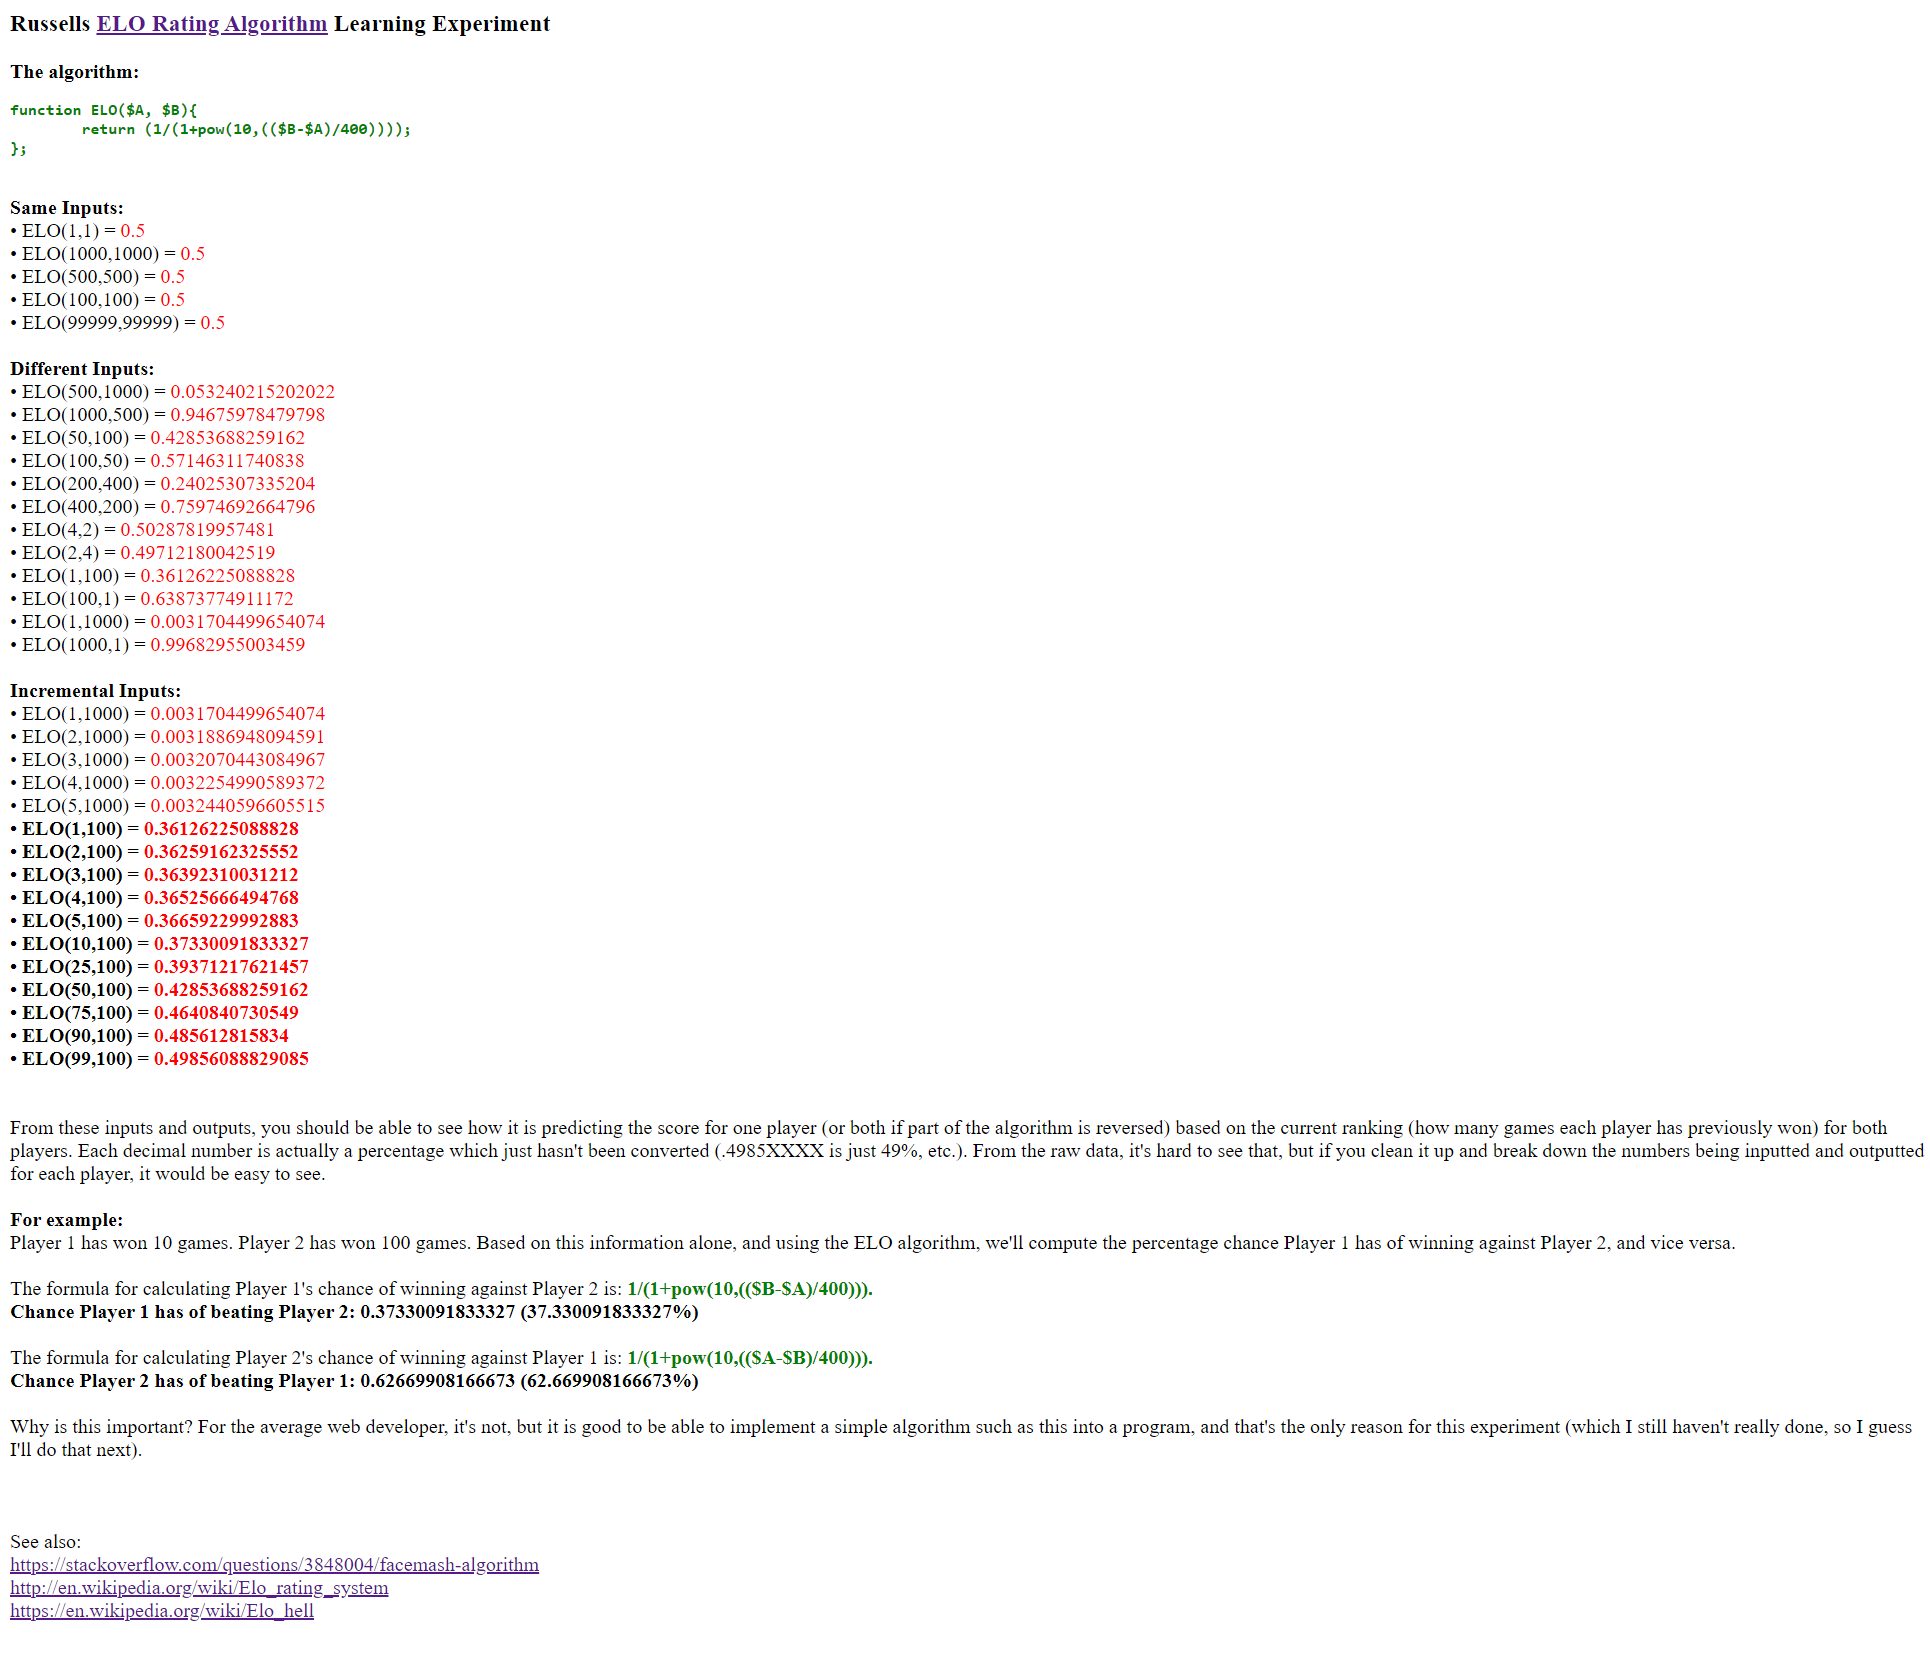 Russells ELO Rating Algorithm Learning Experiment
The algorithm:
function ELO($A, $B){
return (1/(1+pow(10,(($B-$A)/400))));
};
Same Inputs:
• ELO(1,1) = 0.5
• ELO(1000,1000) = 0.5
• ELO(500,500) = 0.5
• ELO(100,100) = 0.5
• ELO(99999,99999) = 0.5
Different Inputs:
• ELO(500,1000) = 0.053240215202022
• ELO(1000,500) = 0.94675978479798
• ELO(50,100) = 0.42853688259162
• ELO(100,50) = 0.57146311740838
• ELO(200,400) = 0.24025307335204
• ELO(400,200) = 0.75974692664796
• ELO(4,2) = 0.50287819957481
• ELO(2,4) = 0.49712180042519
• ELO(1,100) = 0.36126225088828
• ELO(100,1) = 0.63873774911172
• ELO(1,1000) = 0.0031704499654074
• ELO(1000,1) = 0.99682955003459
Incremental Inputs:
• ELO(1,1000) = 0.0031704499654074
• ELO(2,1000) = 0.0031886948094591
• ELO(3,1000) = 0.0032070443084967
• ELO(4,1000) = 0.0032254990589372
• ELO(5,1000) = 0.0032440596605515
• ELO(1,100) = 0.36126225088828
• ELO(2,100) = 0.36259162325552
• ELO(3,100) = 0.36392310031212
• ELO(4,100) = 0.36525666494768
• ELO(5,100) = 0.36659229992883
• ELO(10,100) = 0.37330091833327
• ELO(25,100) = 0.39371217621457
• ELO(50,100) = 0.42853688259162
• ELO(75,100) = 0.4640840730549
• ELO(90,100) = 0.485612815834
• ELO(99,100) = 0.49856088829085
From these inputs and outputs, you should be able to see how it is predicting the score for one player (or both if part of the algorithm is reversed) based on the current ranking (how many games each player has previously won) for both
players. Each decimal number is actually a percentage which just hasn't been converted (.4985XXXX is just 49%, etc.). From the raw data, it's hard to see that, but if you clean it up and break down the numbers being inputted and outputted
for each player, it would be easy to see.
For example:
Player 1 has won 10 games. Player 2 has won 100 games. Based on this information alone, and using the ELO algorithm, we'll compute the percentage chance Player 1 has of winning against Player 2, and vice versa.
The formula for calculating Player 1's chance of winning against Player 2 is: 1/(1+pow(10,(($B-$A)/400))).
Chance Player 1 has of beating Player 2: 0.37330091833327 (37.330091833327%)
The formula for calculating Player 2's chance of winning against Player 1 is: 1/(1+pow(10,(($A-$B)/400))).
Chance Player 2 has of beating Player 1: 0.62669908166673 (62.669908166673%)
Why is this important? For the average web developer, it's not, but it is good to be able to implement a simple algorithm such as this into a program, and that's the only reason for this experiment (which I still haven't really done, so I guess
I'll do that next).
See also:
https://stackoverflow.com/questions/3848004/facemash-algorithm
http://en.wikipedia.org/wiki/Elo_rating_system
https://en.wikipedia.org/wiki/Elo_hell